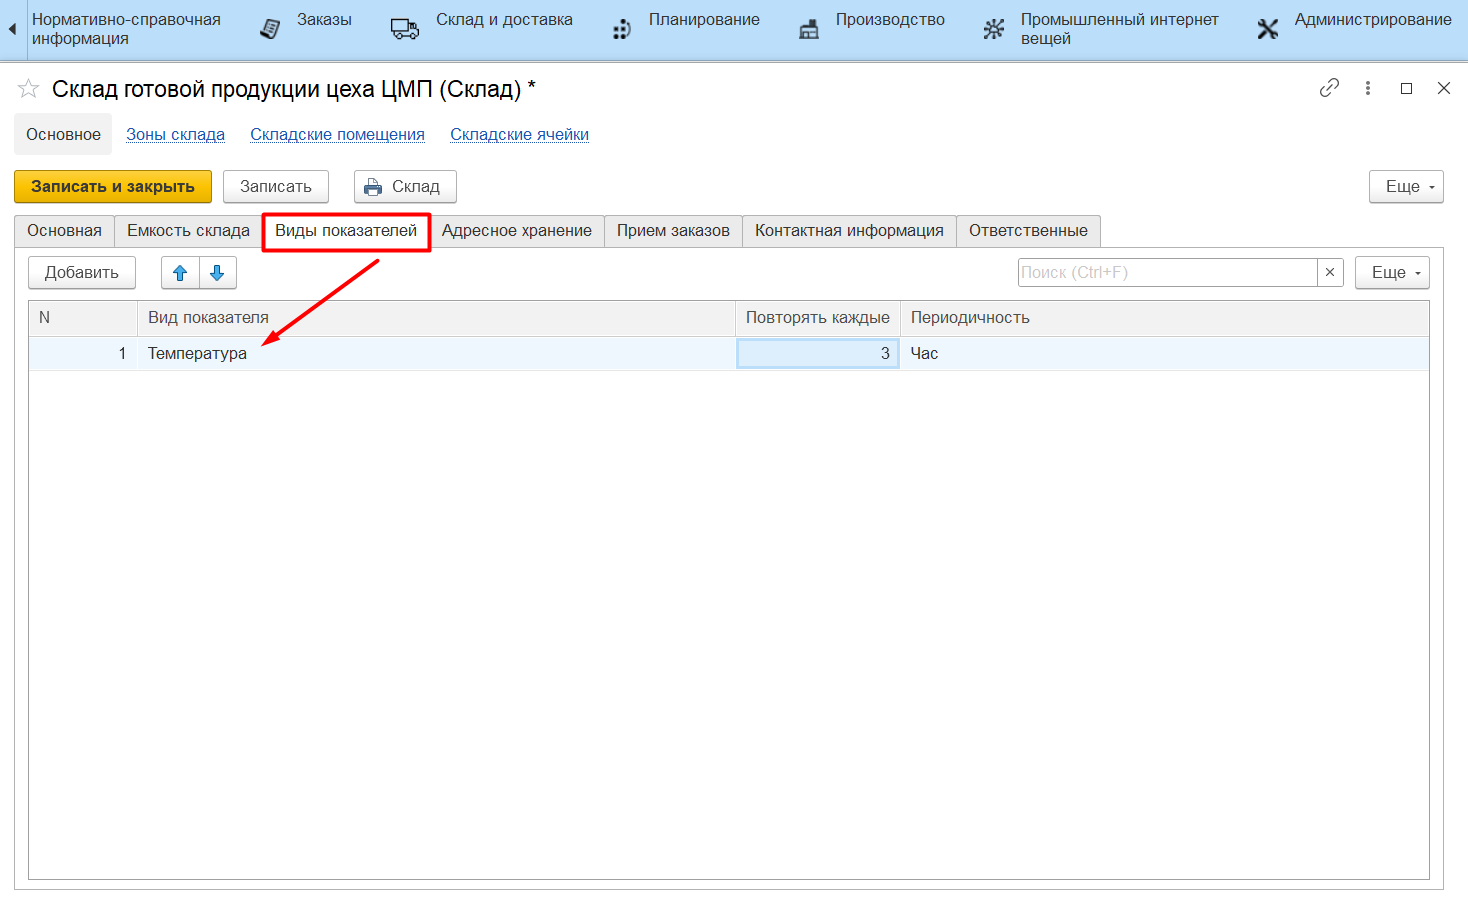 Нормативно-справочная
информация
Заказы
Склад и доставка
Планирование
Производство
Промышленный интернет
вещей
Администрирование
Склад готовой продукции цеха ЦМП (Склад) *
Основное Зоны склада Складские помещения Складские ячейки
Записать и закрыть Записать Склад Еще
Основная Емкость склада Виды показателей Адресное хранение Прием заказов Контактная информация Ответственные
Добавить Поиск (Ctrl+F) × Еще
N Вид показателя Повторять каждые Периодичность
1 Температура 3 Час